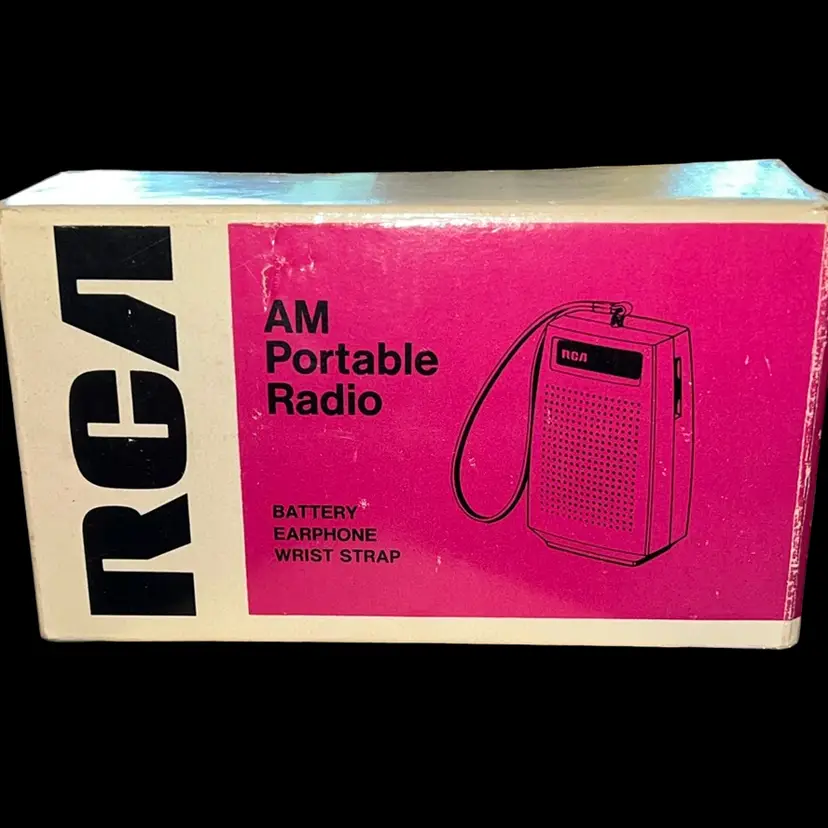 RCA
AM
Portable
Radio
RCA
BATTERY
EARPHONE
WRIST STRAP